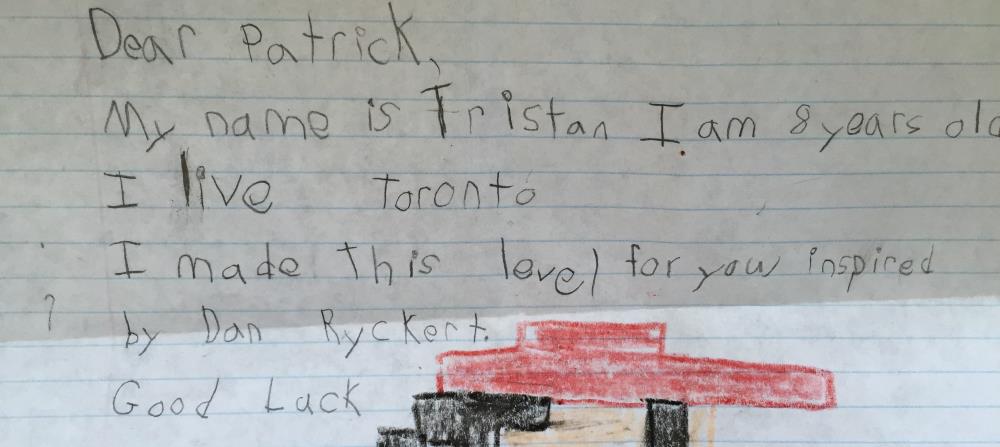 Dear Patrick,
My name is Tristan I am 8 years old
I live Toronto
I made this level for you inspired
by Dan Ryckert.
Good Luck